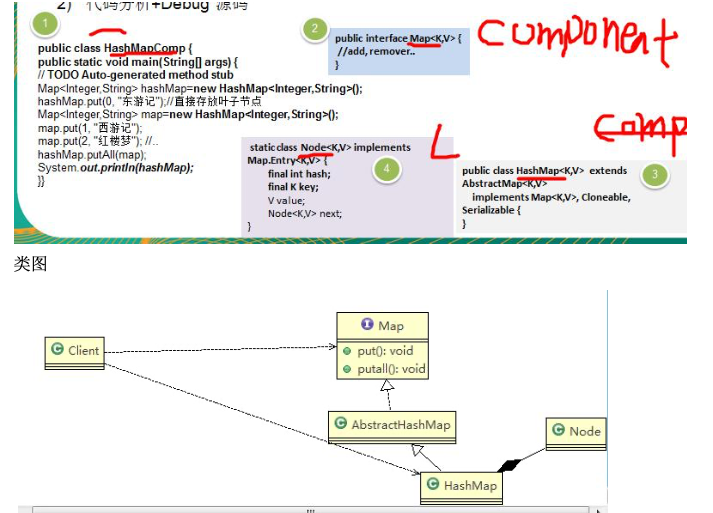 2) 代码分析+Debug 源码
1
public class HashMapComp {
public static void main(String[] args) {
// TODO Auto-generated method stub
Map<Integer,String> hashMap=new HashMap<Integer,String>();
hashMap.put(0, "东游记");//直接存放叶子节点
Map<Integer,String> map=new HashMap<Integer,String>();
map.put(1, "西游记");
map.put(2, "红楼梦"); //..
hashMap.putAll(map);
System.out.println(hashMap);
}}
2
public interface Map<K,V> {
//add, remover..
}
Component
Comp
L
static class Node<K,V> implements
Map.Entry<K,V> {
final int hash;
final K key;
V value;
Node<K,V> next;
}
4
public class HashMap<K,V> extends
AbstractMap<K,V>
implements Map<K,V>, Cloneable,
Serializable {
}
3
类图
C Client
I Map
put(): void
putall(): void
C AbstractHashMap
C Node
C HashMap